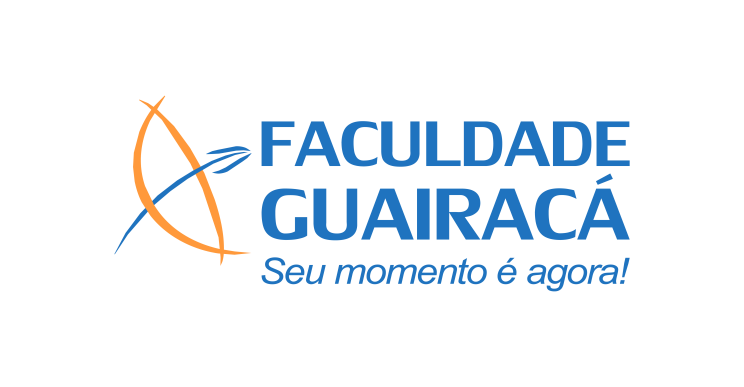 FACULDADE
GUAIRACÁ
Seu momento é agora!